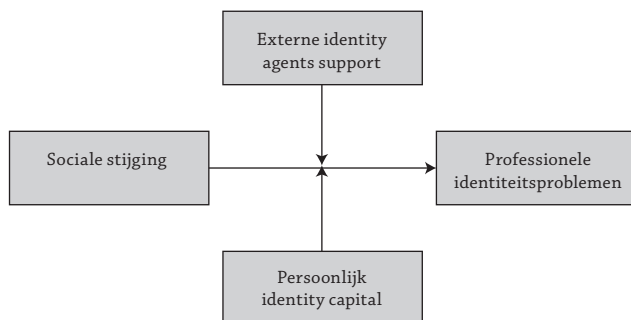 Externe identity
agents support
Sociale stijging
Professionele
identiteitsproblemen
Persoonlijk
identity capital